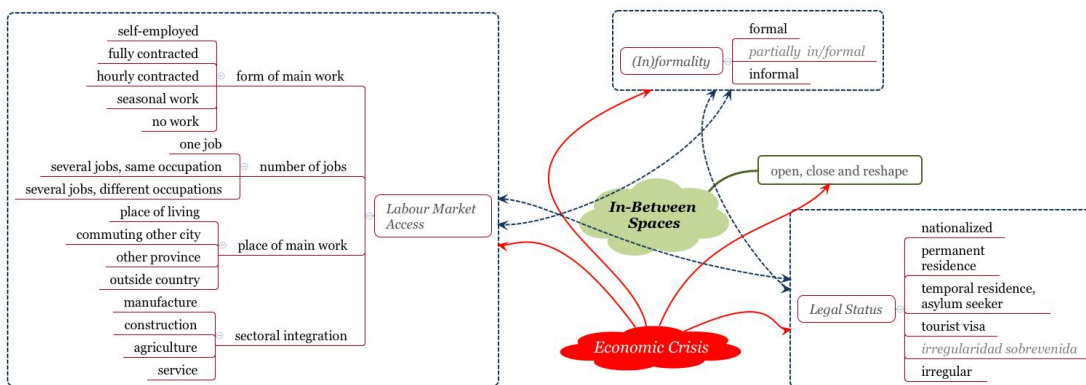 self-employed
fully contracted
hourly contracted
seasonal work
no work
form of main work
one job
several jobs, same occupation
several jobs, different occupations
number of jobs
place of living
commuting other city
other province
outside country
place of main work
manufacture
construction
agriculture
service
sectoral integration
Labour Market
Access
(In)formality
formal
partially in/formal
informal
In-Between
Spaces
open, close and reshape
Economic Crisis
Legal Status
nationalized
permanent
residence
temporal residence,
asylum seeker
tourist visa
irregularidad sobrevenida
irregular